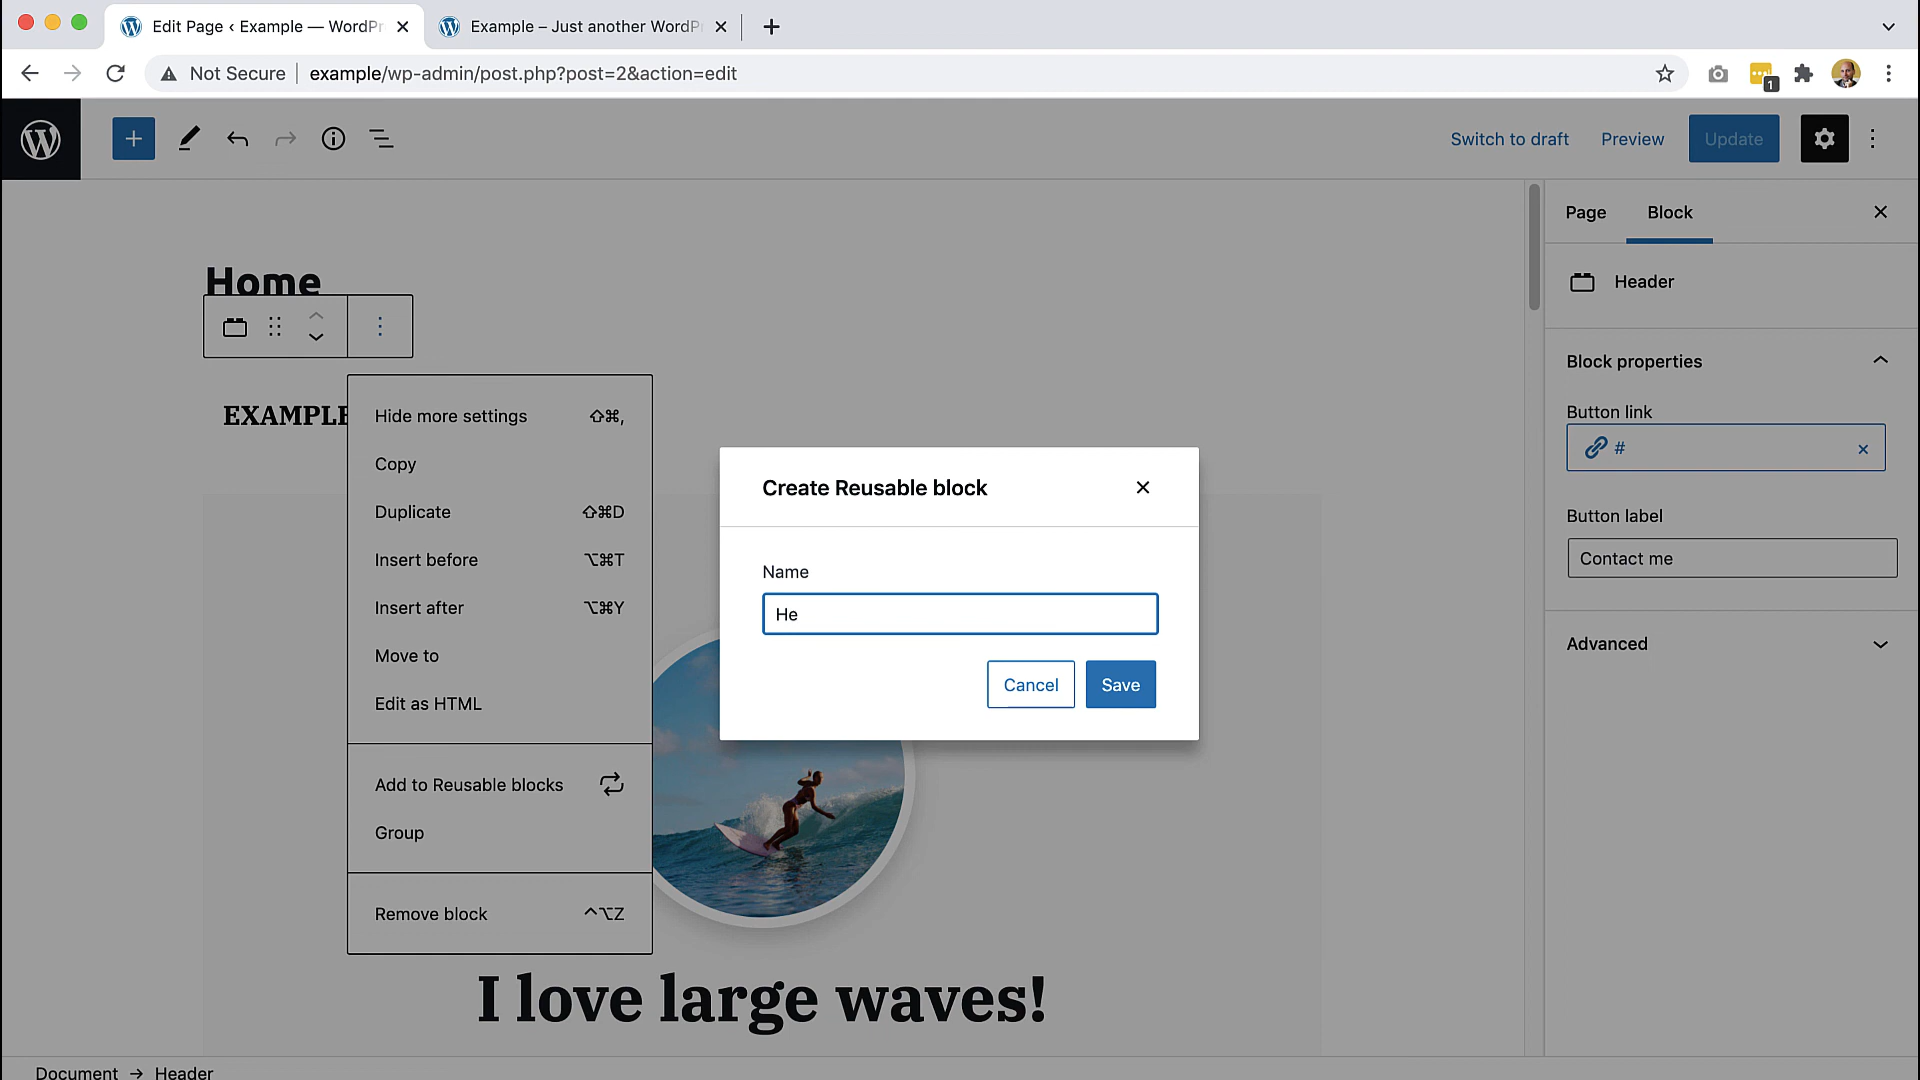 Edit Page ‹ Example — WordPr
Example – Just another WordP
Not Secure
example/wp-admin/post.php?post=2&action=edit
1
Switch to draft
Preview
Update
Page
Block
Home
Header
Block properties
Button link
#
Button label
Contact me
Advanced
EXAMPLE
Hide more settings ⇧⌘,
Copy
Duplicate ⇧⌘D
Insert before ⌥⌘T
Insert after ⌥⌘Y
Move to
Edit as HTML
Add to Reusable blocks
Group
Remove block ^⌥Z
Create Reusable block
Name
He
Cancel
Save
I love large waves!
Document → Header